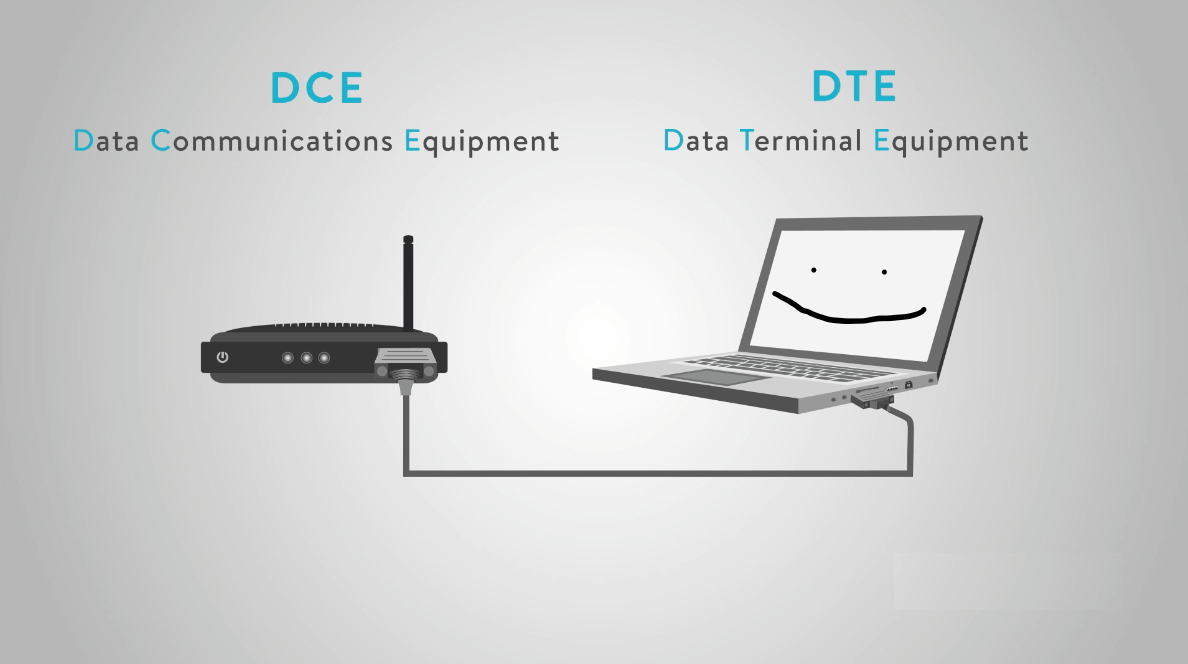 DCE
Data Communications Equipment
DTE
Data Terminal Equipment